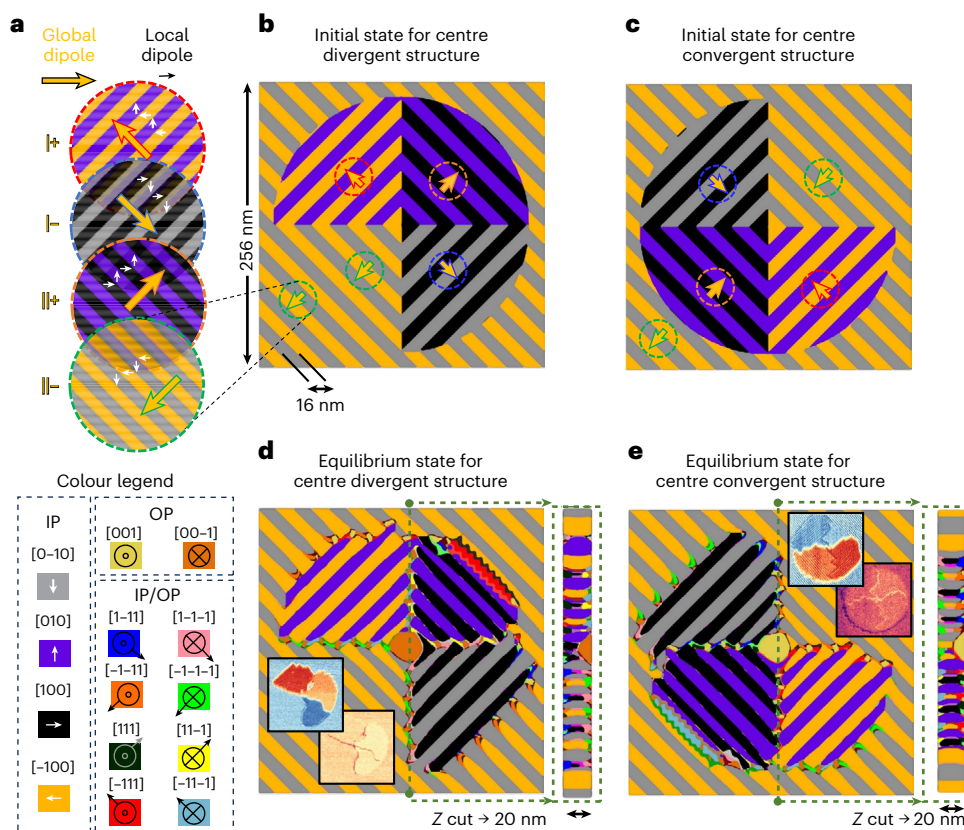 a
Global
dipole
Local
dipole
I+
I–
II+
II–
b
Initial state for centre
divergent structure
256 nm
16 nm
c
Initial state for centre
convergent structure
Colour legend
IP
[0–10]
[010]
[100]
[–100]
OP
[001]
[00–1]
IP/OP
[1–11]
[1–1–1]
[–1–11]
[–1–1–1]
[111]
[11–1]
[–111]
[–11–1]
d
Equilibrium state for
centre divergent structure
e
Equilibrium state for
centre convergent structure
Z cut → 20 nm
Z cut → 20 nm